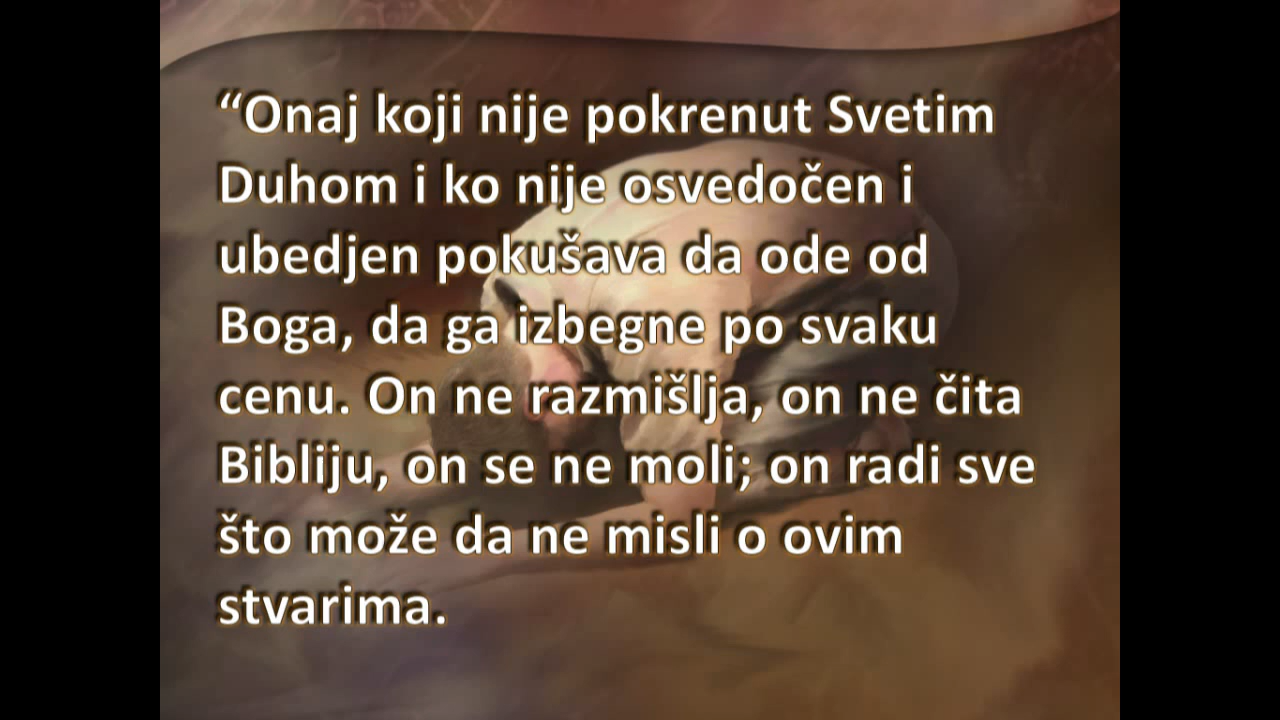 “Onaj koji nije pokrenut Svetim
Duhom i ko nije osvedočen i
ubedjen pokušava da ode od
Boga, da ga izbegne po svaku
cenu. On ne razmišlja, on ne čita
Bibliju, on se ne moli; on radi sve
što može da ne misli o ovim
stvarima.